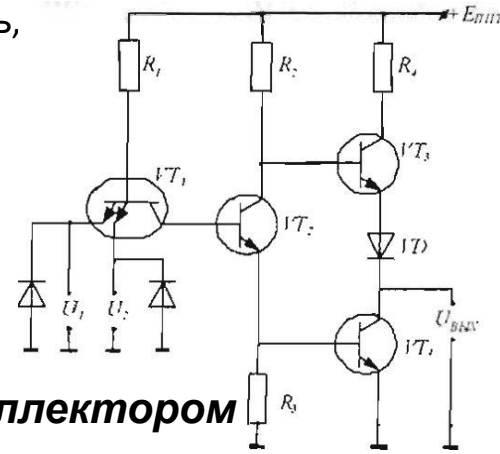 ь,
+ Eпит
R₁
R₂
R₄
VT₁
VT₃
VT₂
VD
U₁
U₂
Uвых
VT₄
ллектором
R₃